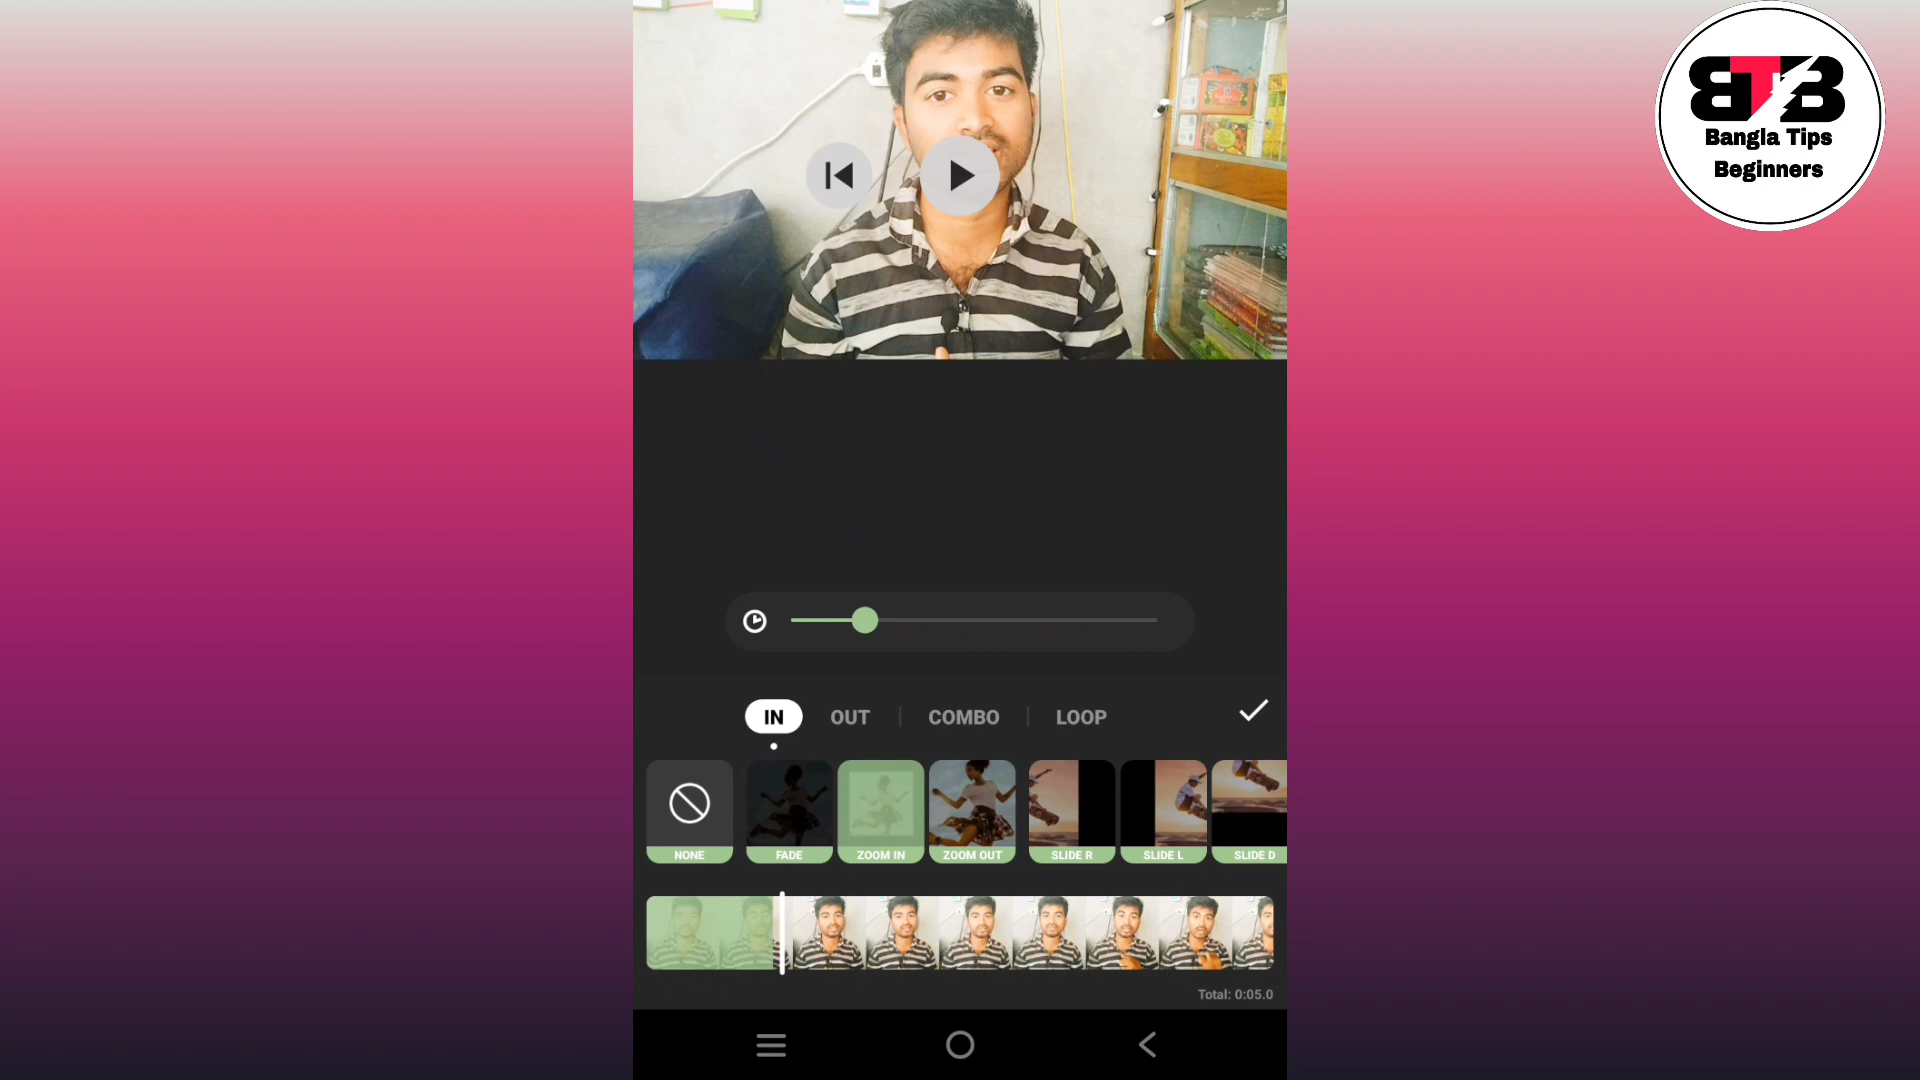 BTB
Bangla Tips
Beginners
IN
OUT
COMBO
LOOP
NONE
FADE
ZOOM IN
ZOOM OUT
SLIDE R
SLIDE L
SLIDE D
Total: 0:05.0